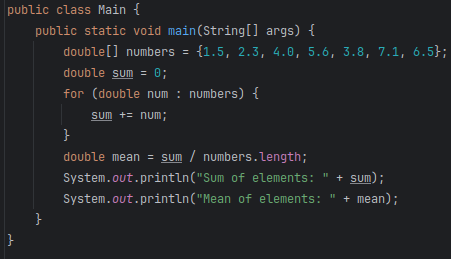 public class Main {
    public static void main(String[] args) {
        double[] numbers = {1.5, 2.3, 4.0, 5.6, 3.8, 7.1, 6.5};
        double sum = 0;
        for (double num : numbers) {
            sum += num;
        }
        double mean = sum / numbers.length;
        System.out.println("Sum of elements: " + sum);
        System.out.println("Mean of elements: " + mean);
    }
}